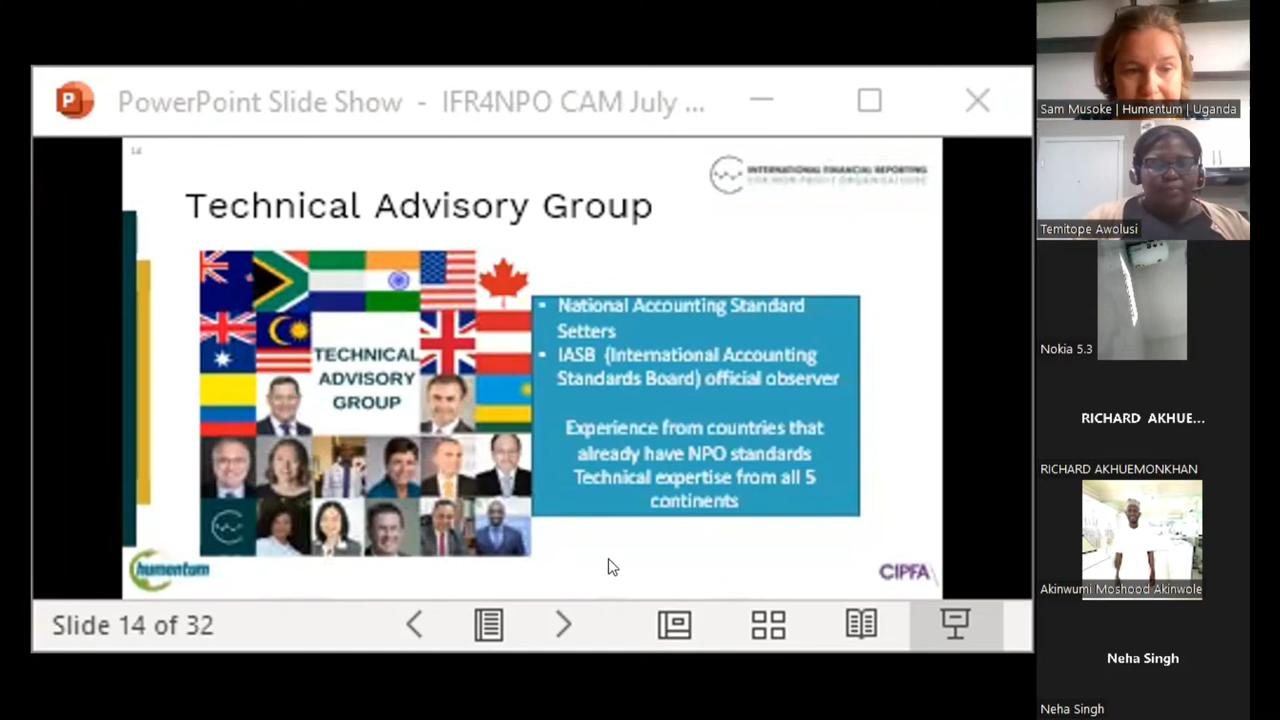 PowerPoint Slide Show - IFR4NPO CAM July ...
14
INTERNATIONAL FINANCIAL REPORTING
FOR NON-PROFIT ORGANISATIONS
Technical Advisory Group
TECHNICAL
ADVISORY
GROUP
National Accounting Standard
Setters
IASB (International Accounting
Standards Board) official observer
Experience from countries that
already have NPO standards
Technical expertise from all 5
continents
humentum
CIPFA
Slide 14 of 32
Sam Musoke | Humentum | Uganda
Temitope Awolusi
Nokia 5.3
RICHARD AKHUE...
RICHARD AKHUEMONKHAN
Akinwumi Moshood Akinwole
Neha Singh
Neha Singh